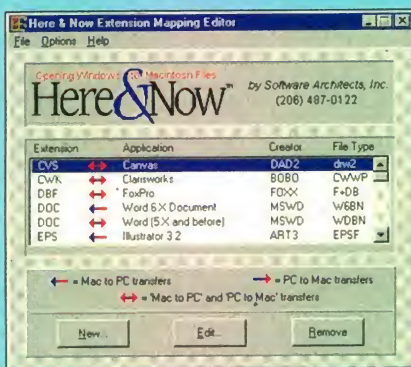 Here & Now Extension Mapping Editor
File Options Help
Opening Windows to Macintosh Files
Here&Now™
by Software Architects, Inc.
(206) 487-0122
Extension Application Creator File Type
CVS Canvas DAD2 drw2
CWK Clarisworks BOBO CWWP
DBF FoxPro FOXX F+DB
DOC Word 6.X Document MSWD W6BN
DOC Word (5.X and before) MSWD WDBN
EPS Illustrator 3.2 ART3 EPSF
= Mac to PC transfers = PC to Mac transfers
= 'Mac to PC' and 'PC to Mac' transfers
New... Edit... Remove